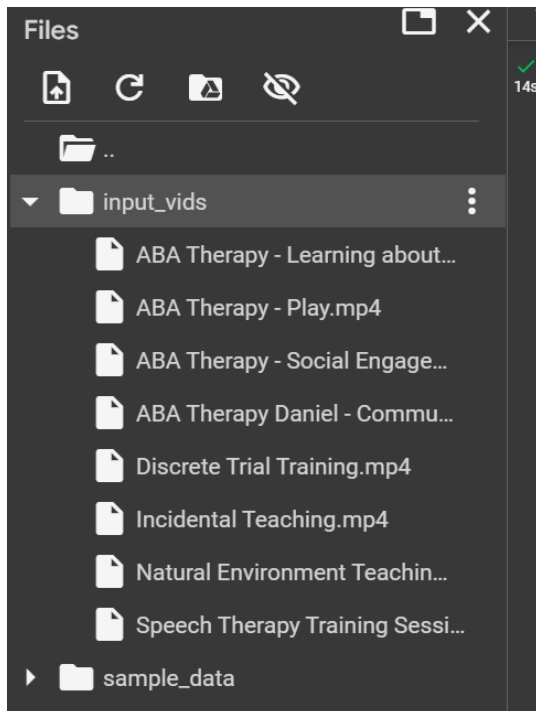 Files
14s
..
input_vids
ABA Therapy - Learning about...
ABA Therapy - Play.mp4
ABA Therapy - Social Engage...
ABA Therapy Daniel - Commu...
Discrete Trial Training.mp4
Incidental Teaching.mp4
Natural Environment Teachin...
Speech Therapy Training Sessi...
sample_data